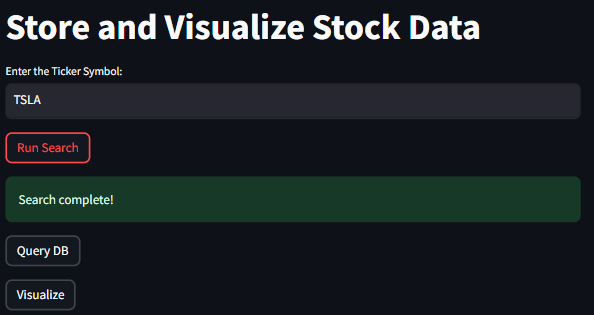 Store and Visualize Stock Data
Enter the Ticker Symbol:
TSLA
Run Search
Search complete!
Query DB
Visualize